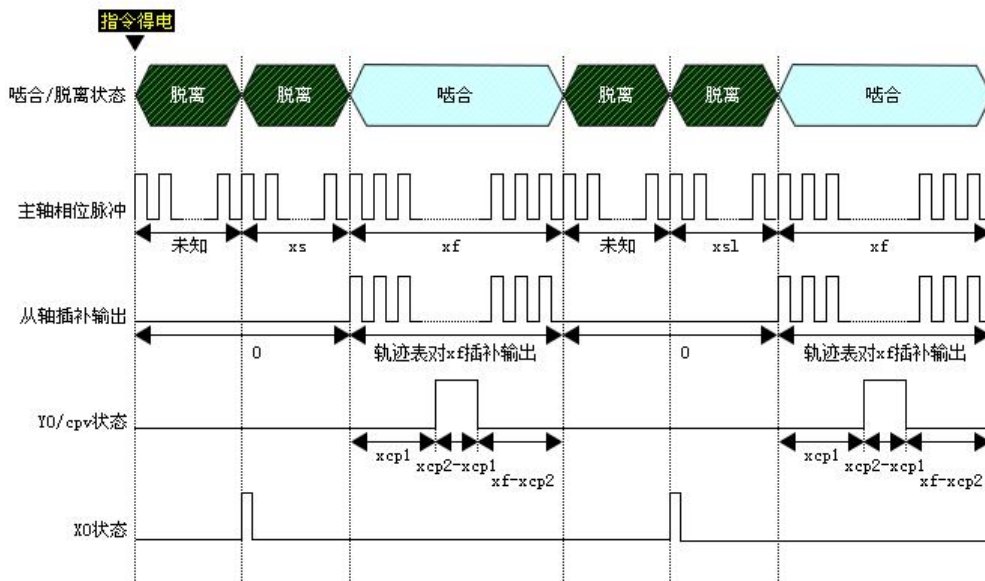 指令得电
啮合/脱离状态
脱离
脱离
啮合
脱离
脱离
啮合
主轴相位脉冲
未知
xs
xf
未知
xsl
xf
从轴插补输出
0
轨迹表对xf插补输出
0
轨迹表对xf插补输出
Y0/cpv状态
xcp1
xcp2-xcp1
xf-xcp2
xcp1
xcp2-xcp1
xf-xcp2
X0状态